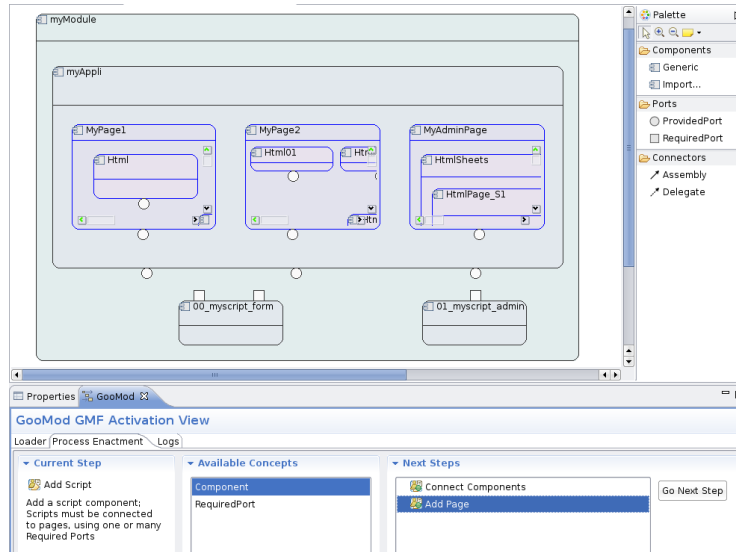 myModule
myAppli
MyPage1
Html
MyPage2
Html01
MyAdminPage
HtmlSheets
HtmlPage_S1
00_myscript_form
01_myscript_admin
Palette
Components
Generic
Import...
Ports
ProvidedPort
RequiredPort
Connectors
Assembly
Delegate
Properties
GooMod
GooMod GMF Activation View
Loader
Process Enactment
Logs
Current Step
Add Script
Add a script component;
Scripts must be connected
to pages, using one or many
Required Ports
Available Concepts
Component
RequiredPort
Next Steps
Connect Components
Add Page
Go Next Step